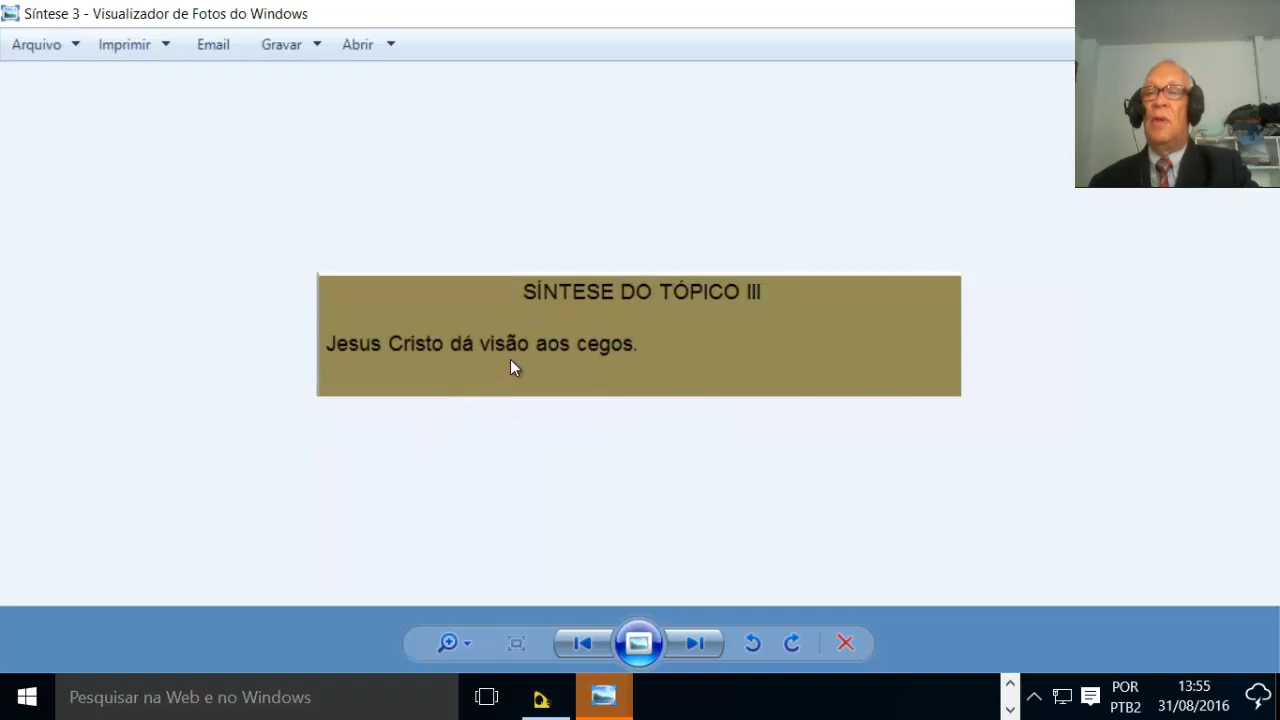 Síntese 3 - Visualizador de Fotos do Windows
Arquivo Imprimir Email Gravar Abrir
SÍNTESE DO TÓPICO III
Jesus Cristo dá visão aos cegos.
Pesquisar na Web e no Windows
POR
PTB2
13:55
31/08/2016